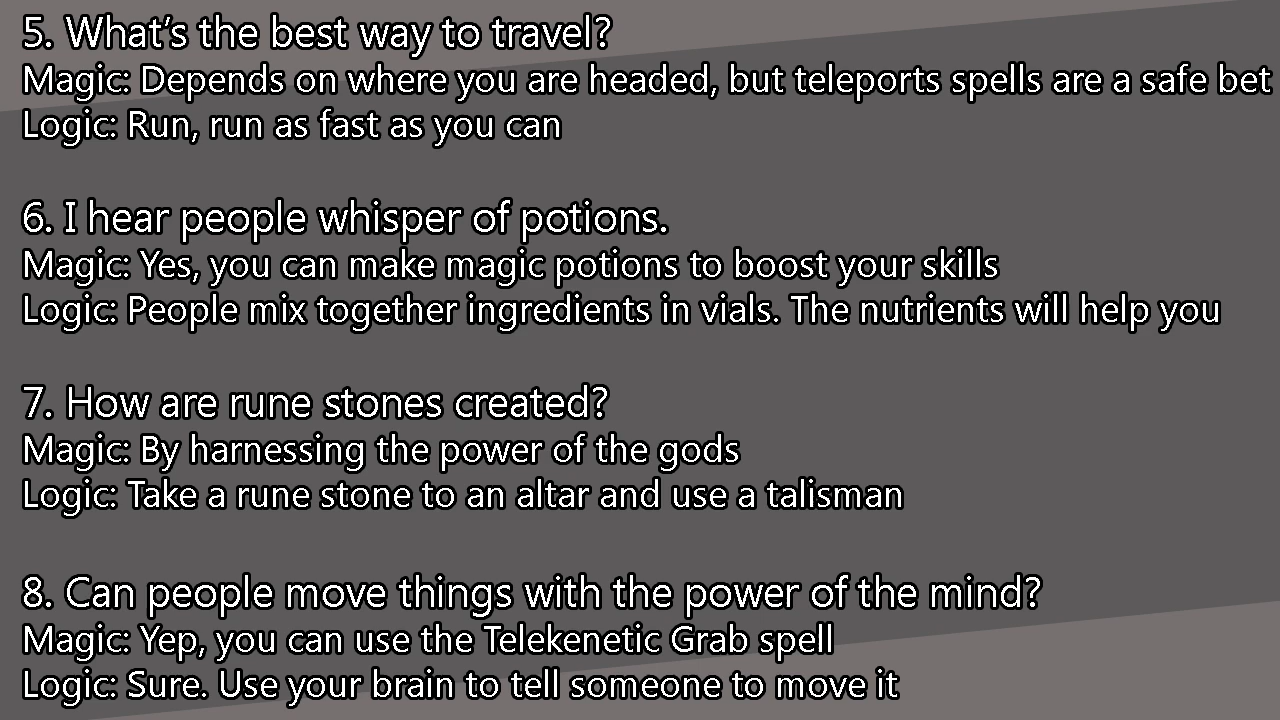 5. What's the best way to travel?
Magic: Depends on where you are headed, but teleports spells are a safe bet
Logic: Run, run as fast as you can
6. I hear people whisper of potions.
Magic: Yes, you can make magic potions to boost your skills
Logic: People mix together ingredients in vials. The nutrients will help you
7. How are rune stones created?
Magic: By harnessing the power of the gods
Logic: Take a rune stone to an altar and use a talisman
8. Can people move things with the power of the mind?
Magic: Yep, you can use the Telekenetic Grab spell
Logic: Sure. Use your brain to tell someone to move it